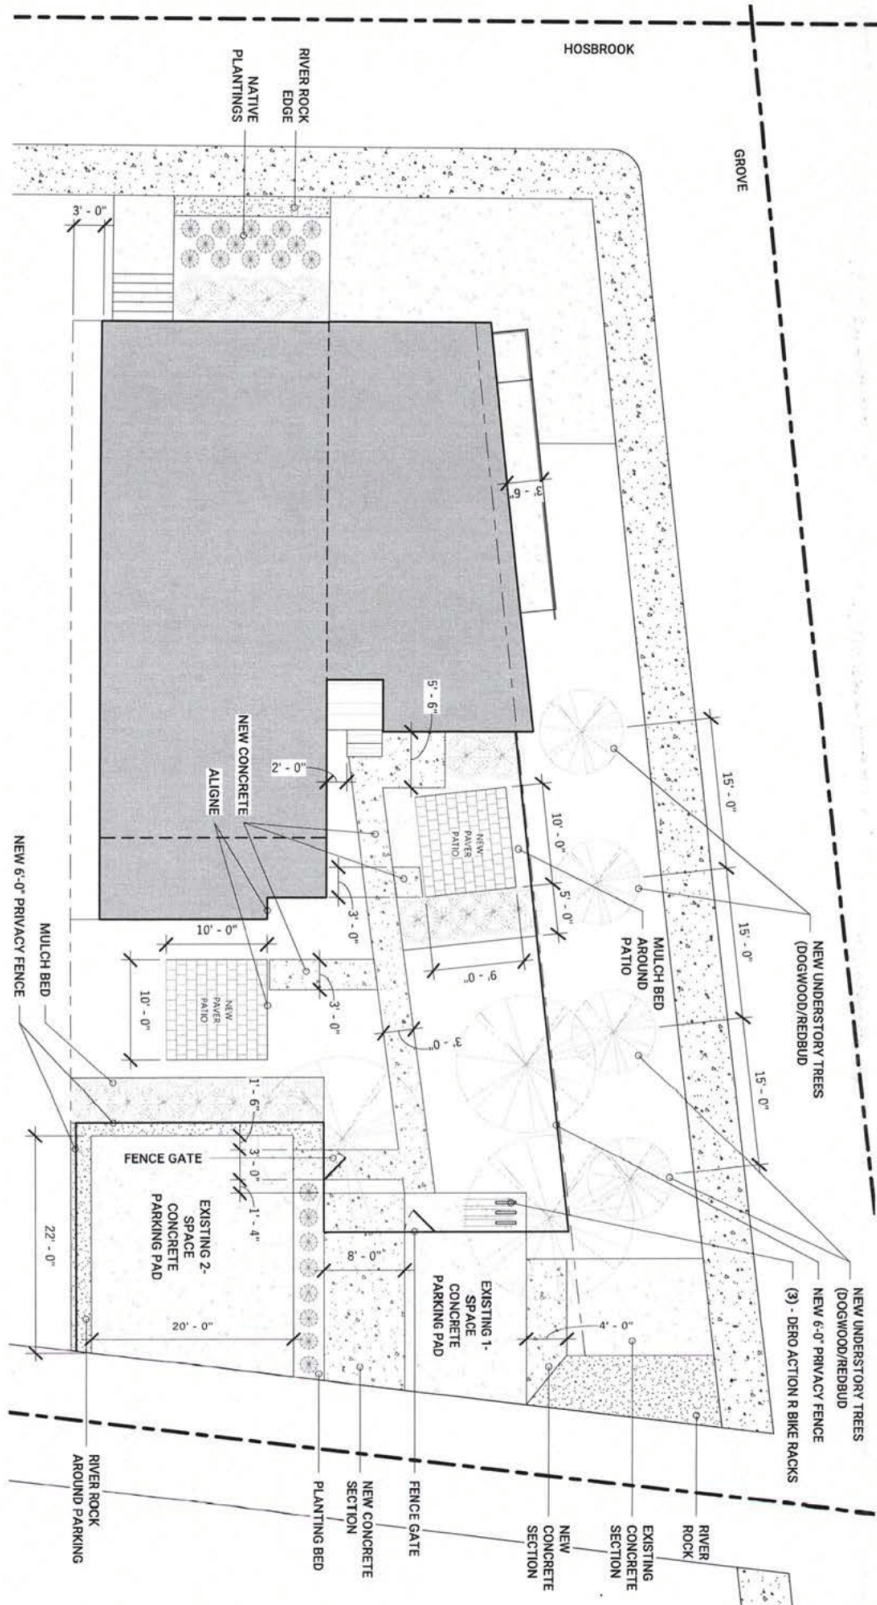 HOSBROOK
GROVE
RIVER ROCK
EDGE
NATIVE
PLANTINGS
3' - 0"
3' - 6"
5' - 6"
NEW CONCRETE
ALIGNE
2' - 0"
15' - 0"
10' - 0"
NEW
PAVER
PATIO
5' - 0"
3' - 0"
9' - 0"
15' - 0"
MULCH BED
AROUND
PATIO
NEW UNDERSTORY TREES
(DOGWOOD/REDBUD
NEW 6'-0" PRIVACY FENCE
MULCH BED
10' - 0"
10' - 0"
NEW
PAVER
PATIO
3' - 0"
3' - 0"
15' - 0"
NEW UNDERSTORY TREES
(DOGWOOD/REDBUD
NEW 6'-0" PRIVACY FENCE
(3) - DERO ACTION R BIKE RACKS
1' - 6"
3' - 0"
1' - 4"
FENCE GATE
EXISTING 2-
SPACE
CONCRETE
PARKING PAD
22' - 0"
20' - 0"
8' - 0"
EXISTING 1-
SPACE
CONCRETE
PARKING PAD
4' - 0"
RIVER ROCK
AROUND PARKING
PLANTING BED
NEW CONCRETE
SECTION
FENCE GATE
NEW
CONCRETE
SECTION
EXISTING
CONCRETE
SECTION
RIVER
ROCK